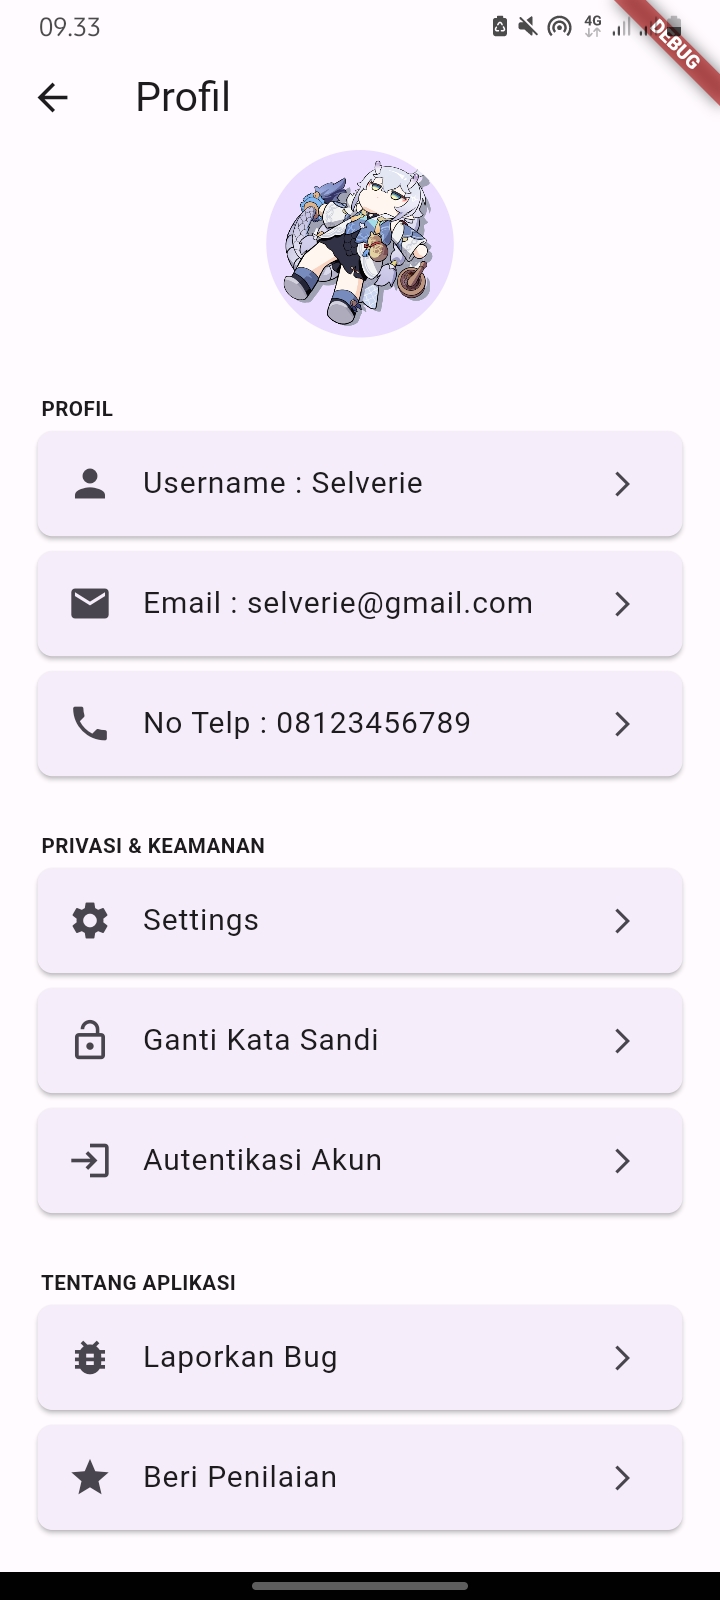 09.33
4G
DEBUG
Profil
PROFIL
Username : Selverie
Email : selverie@gmail.com
No Telp : 08123456789
PRIVASI & KEAMANAN
Settings
Ganti Kata Sandi
Autentikasi Akun
TENTANG APLIKASI
Laporkan Bug
Beri Penilaian